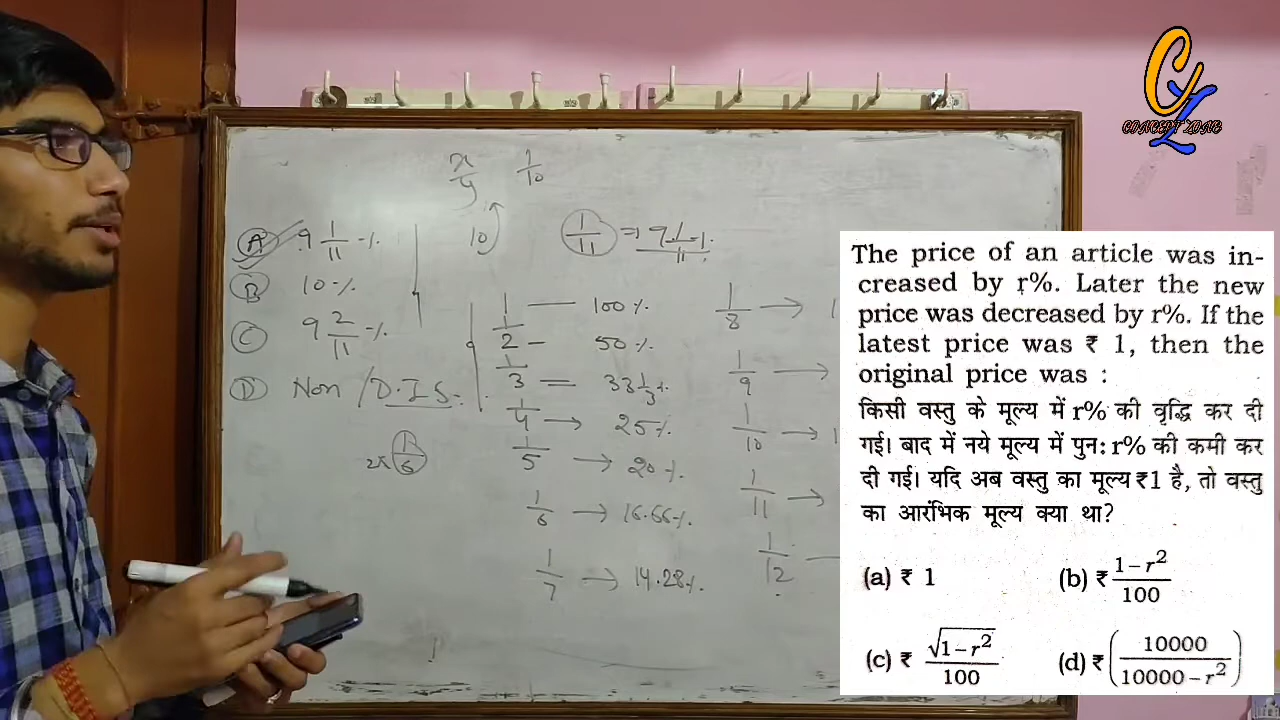 x/y 1/10
10
1/11 = 9 1/11 %
A 9 1/11 %
B 10%
C 9 2/11 %
D Non / D.I.S.
1/6
1 — 100%
1/2 — 50%
1/3 = 33 1/3 %
1/4 → 25%
1/5 → 20%
1/6 → 16.66%
1/7 → 14.28%
1/8 →
1/9 →
1/10 →
1/11 →
1/12 —
CONCEPT ZONE
The price of an article was in-
creased by r%. Later the new
price was decreased by r%. If the
latest price was ₹ 1, then the
original price was :
किसी वस्तु के मूल्य में r% की वृद्धि कर दी
गई। बाद में नये मूल्य में पुन: r% की कमी कर
दी गई। यदि अब वस्तु का मूल्य ₹1 है, तो वस्तु
का आरंभिक मूल्य क्या था?
(a) ₹ 1 (b) ₹ 1−r²/100
(c) ₹ √1−r²/100 (d) ₹ (10000/10000−r²)